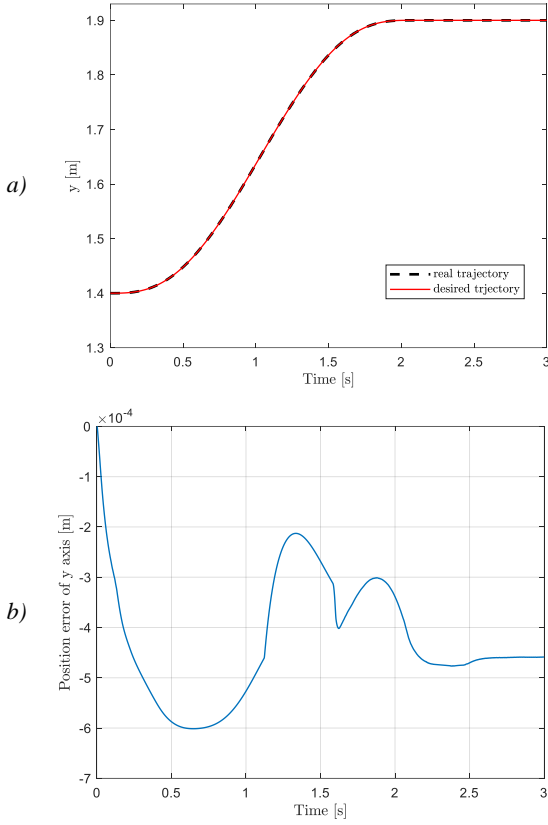 a)
y [m]
1.9
1.8
1.7
1.6
1.5
1.4
1.3
real trajectory
desired trjectory
0 0.5 1 1.5 2 2.5 3
Time [s]
b)
×10-4
Position error of y axis [m]
0
-1
-2
-3
-4
-5
-6
-7
0 0.5 1 1.5 2 2.5 3
Time [s]